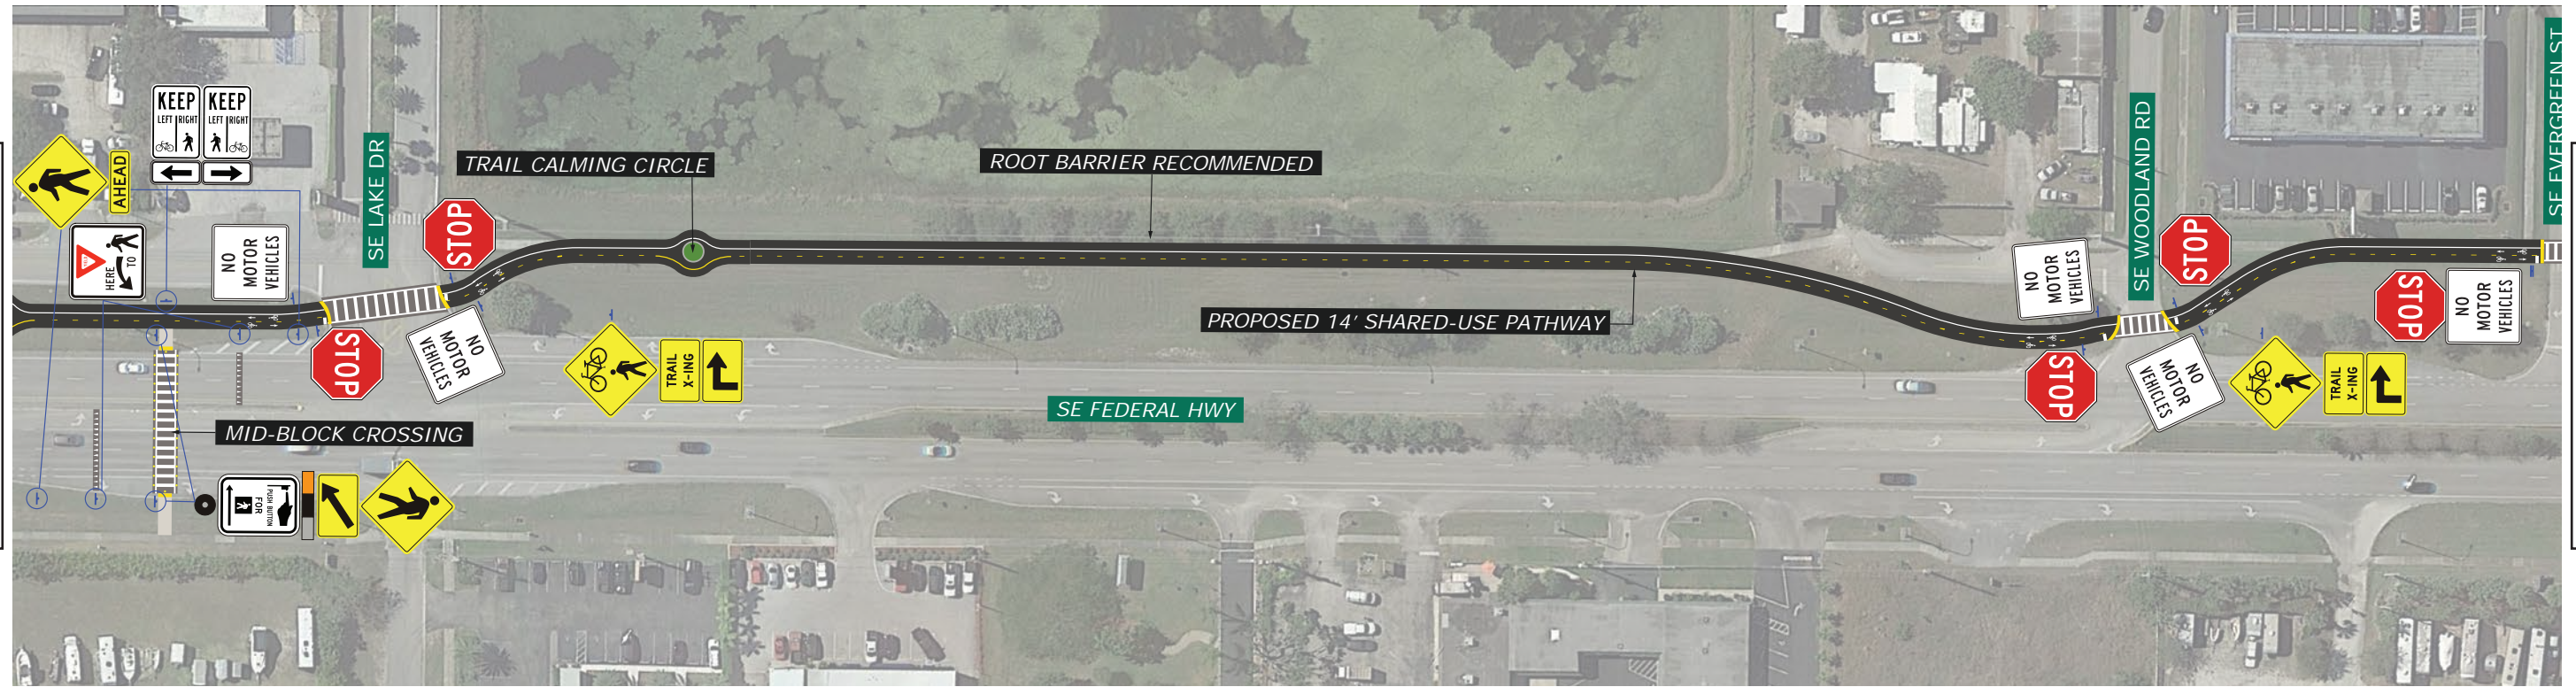 KEEP
LEFT RIGHT
KEEP
LEFT RIGHT
AHEAD
HERE
TO
NO
MOTOR
VEHICLES
SE LAKE DR
STOP
TRAIL CALMING CIRCLE
ROOT BARRIER RECOMMENDED
STOP
NO
MOTOR
VEHICLES
TRAIL
X-ING
PROPOSED 14' SHARED-USE PATHWAY
SE FEDERAL HWY
MID-BLOCK CROSSING
PUSH BUTTON
FOR
NO
MOTOR
VEHICLES
SE WOODLAND RD
STOP
STOP
NO
MOTOR
VEHICLES
TRAIL
X-ING
STOP
NO
MOTOR
VEHICLES
SE EVERGREEN ST